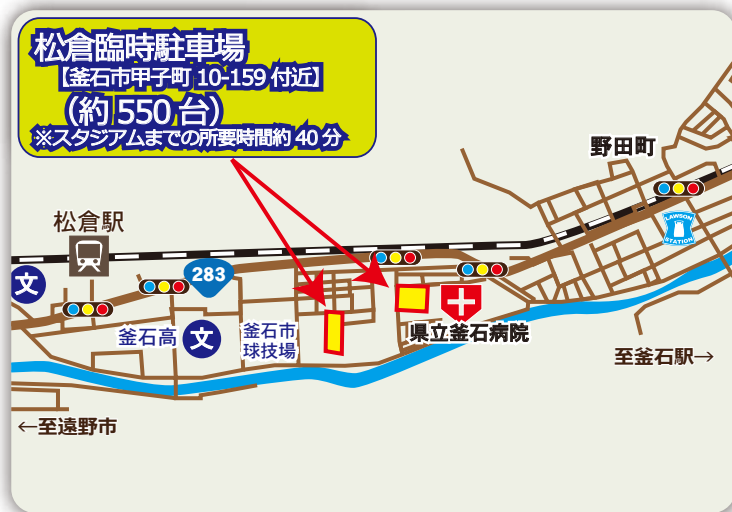 松倉臨時駐車場
【釜石市甲子町 10-159 付近】
（約 550 台）
※スタジアムまでの所要時間約 40 分
野田町
LAWSON
STATION
松倉駅
283
文
釜石高
文
釜石市
球技場
県立釜石病院
至釜石駅→
←至遠野市